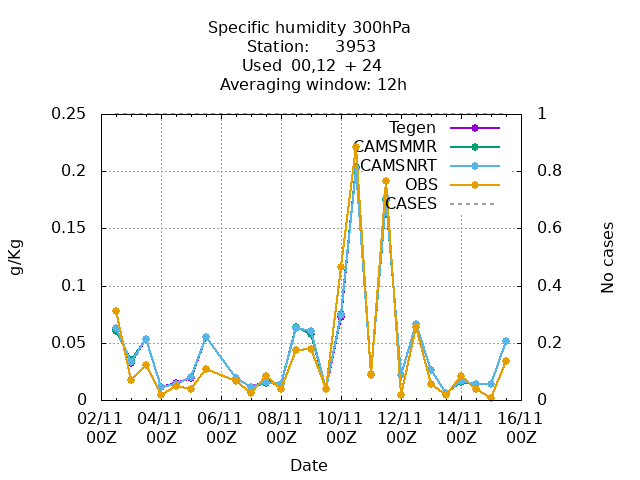 Specific humidity 300hPa
Station: 3953
Used 00,12 + 24
Averaging window: 12h
0.25
0.2
0.15
0.1
0.05
0
1
0.8
0.6
0.4
0.2
0
g/Kg
No cases
Tegen
CAMSMMR
CAMSNRT
OBS
CASES
02/11 04/11 06/11 08/11 10/11 12/11 14/11 16/11
00Z 00Z 00Z 00Z 00Z 00Z 00Z 00Z
Date